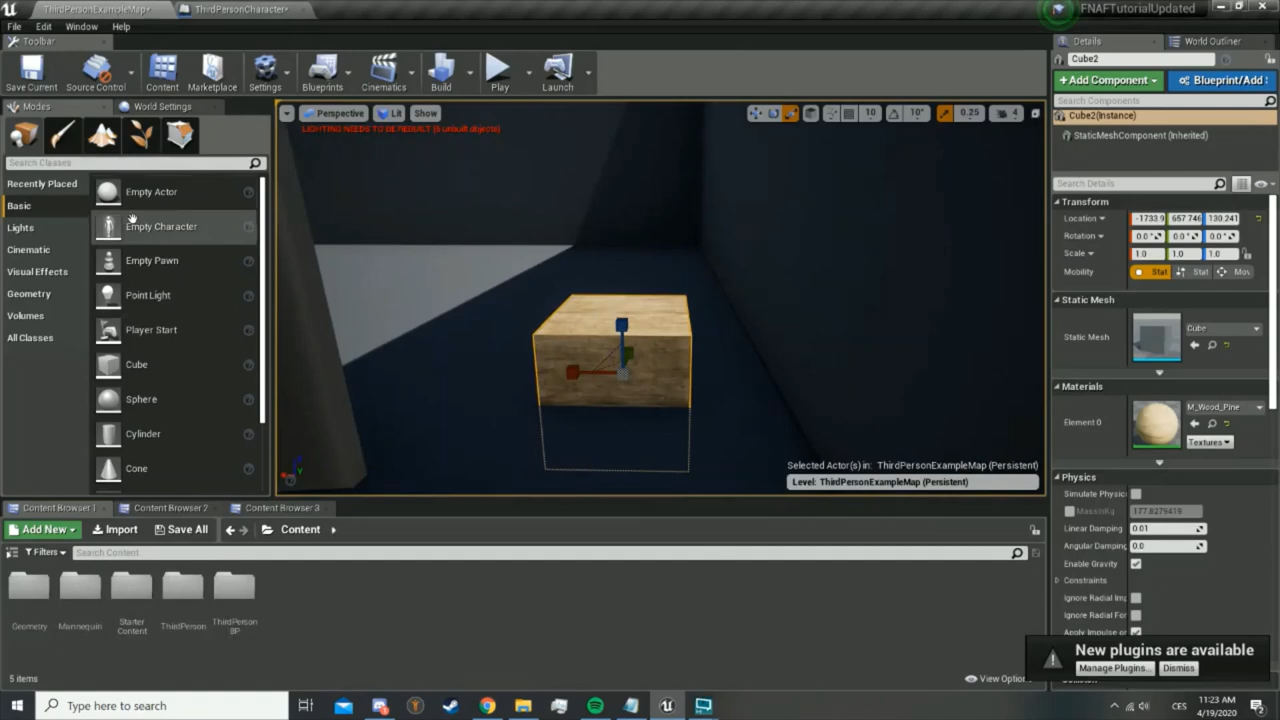 ThirdPersonExampleMap*
ThirdPersonCharacter*
FNAFTutorialUpdated
File Edit Window Help
Toolbar
Save Current
Source Control
Content
Marketplace
Settings
Blueprints
Cinematics
Build
Play
Launch
Modes
World Settings
Search Classes
Recently Placed
Basic
Lights
Cinematic
Visual Effects
Geometry
Volumes
All Classes
Empty Actor
Empty Character
Empty Pawn
Point Light
Player Start
Cube
Sphere
Cylinder
Cone
Perspective
Lit
Show
10
10°
0.25
4
LIGHTING NEEDS TO BE REBUILT (5 unbuilt objects)
Selected Actor(s) in: ThirdPersonExampleMap (Persistent)
Level: ThirdPersonExampleMap (Persistent)
Details
World Outliner
Cube2
+Add Component
Blueprint/Add S
Search Components
Cube2(Instance)
StaticMeshComponent (Inherited)
Search Details
Transform
Location -1733.9 657.746 130.241
Rotation 0.0° 0.0° 0.0°
Scale 1.0 1.0 1.0
Mobility Stat Stat Mov
Static Mesh
Static Mesh
Cube
Materials
Element 0
M_Wood_Pine
Textures
Physics
Simulate Physic
MassInKg 177.8279419
Linear Damping 0.01
Angular Damping 0.0
Enable Gravity
Constraints
Ignore Radial Imp
Ignore Radial For
Apply Impulse o
New plugins are available
Manage Plugins...
Dismiss
Content Browser 1
Content Browser 2
Content Browser 3
Add New
Import
Save All
Content
Filters
Search Content
Geometry
Mannequin
Starter
Content
ThirdPerson
ThirdPerson
BP
5 items
View Option
Type here to search
CES
11:23 AM
4/19/2020
2